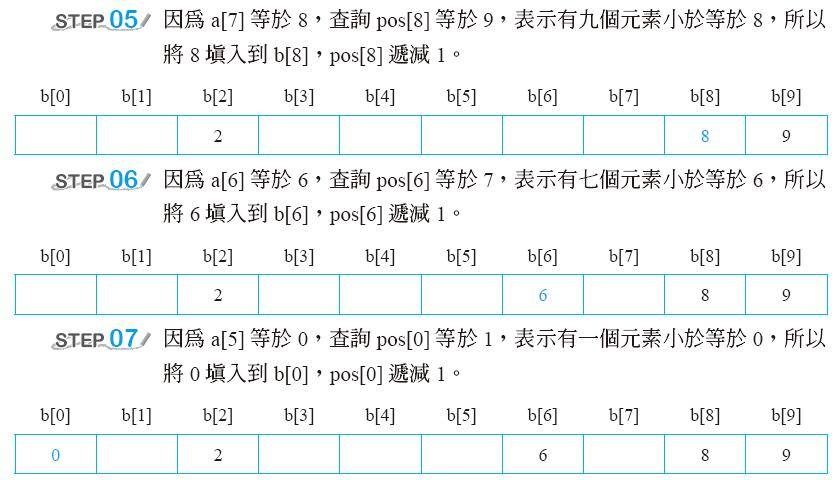 STEP 05 因為 a[7] 等於 8，查詢 pos[8] 等於 9，表示有九個元素小於等於 8，所以
將 8 填入到 b[8]，pos[8] 遞減 1。
b[0] b[1] b[2] b[3] b[4] b[5] b[6] b[7] b[8] b[9]
2 8 9
STEP 06 因為 a[6] 等於 6，查詢 pos[6] 等於 7，表示有七個元素小於等於 6，所以
將 6 填入到 b[6]，pos[6] 遞減 1。
b[0] b[1] b[2] b[3] b[4] b[5] b[6] b[7] b[8] b[9]
2 6 8 9
STEP 07 因為 a[5] 等於 0，查詢 pos[0] 等於 1，表示有一個元素小於等於 0，所以
將 0 填入到 b[0]，pos[0] 遞減 1。
b[0] b[1] b[2] b[3] b[4] b[5] b[6] b[7] b[8] b[9]
0 2 6 8 9